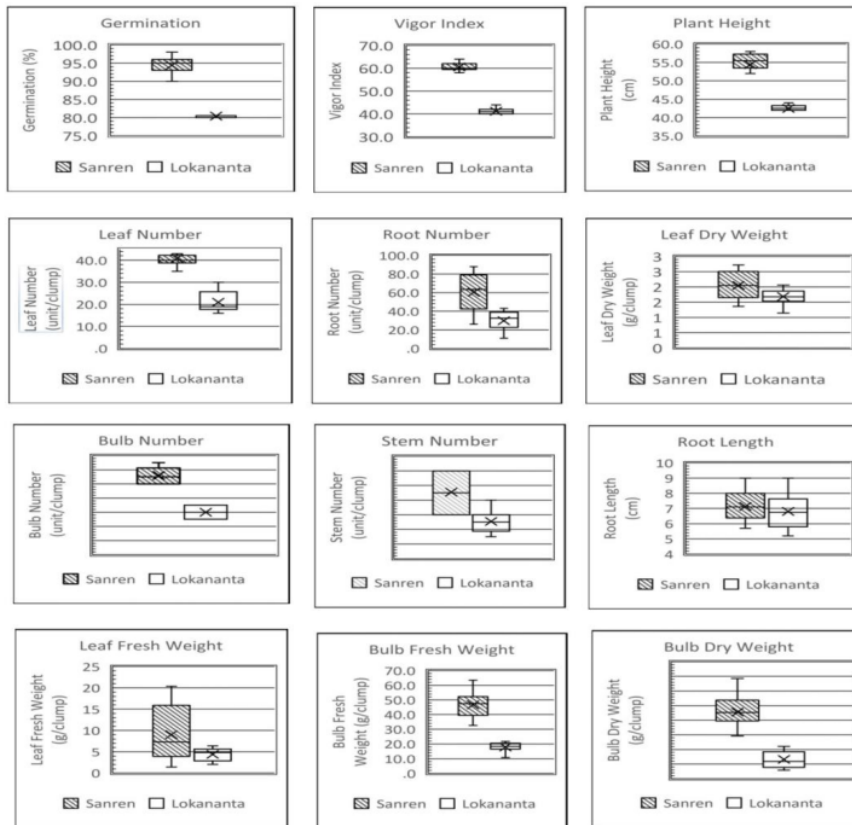 Germination
Germination (%)
100.0
95.0
90.0
85.0
80.0
75.0
Sanren Lokananta
Vigor Index
Vigor Index
70.0
60.0
50.0
40.0
30.0
Sanren Lokananta
Plant Height
Plant Height
(cm)
60.0
55.0
50.0
45.0
40.0
35.0
Sanren Lokananta
Leaf Number
Leaf Number
(unit/clump)
40.0
30.0
20.0
10.0
.0
Sanren Lokananta
Root Number
Root Number
(unit/clump)
100.0
80.0
60.0
40.0
20.0
.0
Sanren Lokananta
Leaf Dry Weight
Leaf Dry Weight
(g/clump)
3
3
2
2
1
1
0
Sanren Lokananta
Bulb Number
Bulb Number
(unit/clump)
Sanren Lokananta
Stem Number
Stem Number
(unit/clump)
Sanren Lokananta
Root Length
Root Length
(cm)
10
9
8
7
6
5
4
Sanren Lokananta
Leaf Fresh Weight
Leaf Fresh Weight
(g/clump)
25
20
15
10
5
0
Sanren Lokananta
Bulb Fresh Weight
Bulb Fresh
Weight (g/clump)
70.0
60.0
50.0
40.0
30.0
20.0
10.0
.0
Sanren Lokananta
Bulb Dry Weight
Bulb Dry Weight
(g/clump)
Sanren Lokananta